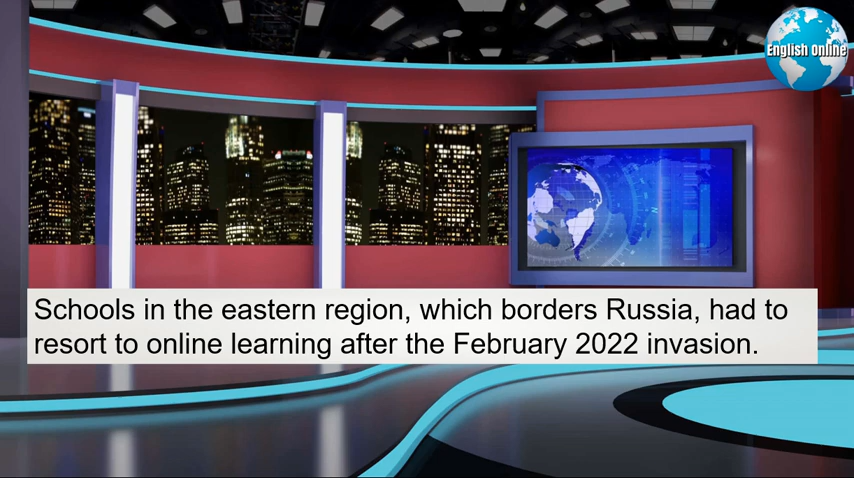 English Online
Schools in the eastern region, which borders Russia, had to
resort to online learning after the February 2022 invasion.